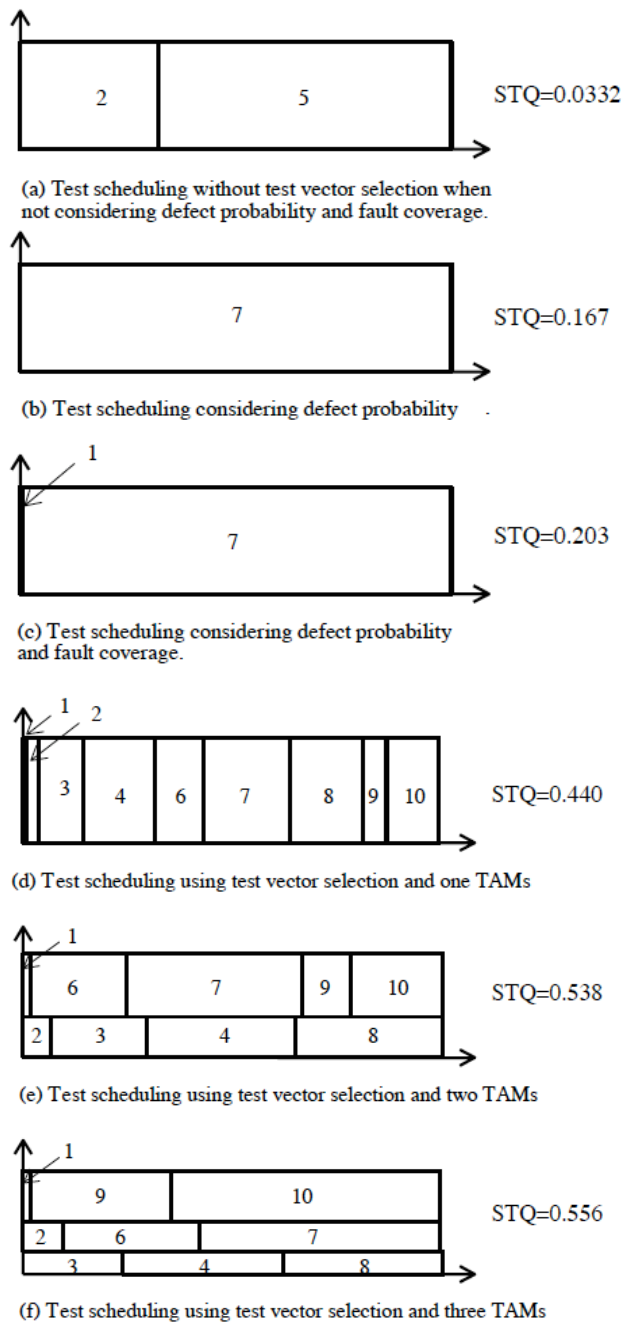 2 5 STQ=0.0332
(a) Test scheduling without test vector selection when
not considering defect probability and fault coverage.
7 STQ=0.167
(b) Test scheduling considering defect probability .
1
7 STQ=0.203
(c) Test scheduling considering defect probability
and fault coverage.
1 2
3 4 6 7 8 9 10 STQ=0.440
(d) Test scheduling using test vector selection and one TAMs
1
6 7 9 10 STQ=0.538
2 3 4 8
(e) Test scheduling using test vector selection and two TAMs
1
9 10 STQ=0.556
2 6 7
3 4 8
(f) Test scheduling using test vector selection and three TAMs